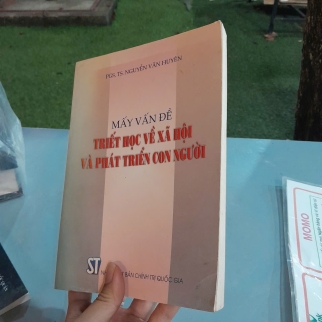 PGS. TS. NGUYỄN VĂN HUYÊN
MẤY VẤN ĐỀ
TRIẾT HỌC VỀ XÃ HỘI
VÀ PHÁT TRIỂN CON NGƯỜI
ST
BẢN CHÍNH TRỊ QUỐC GIA
MOMO